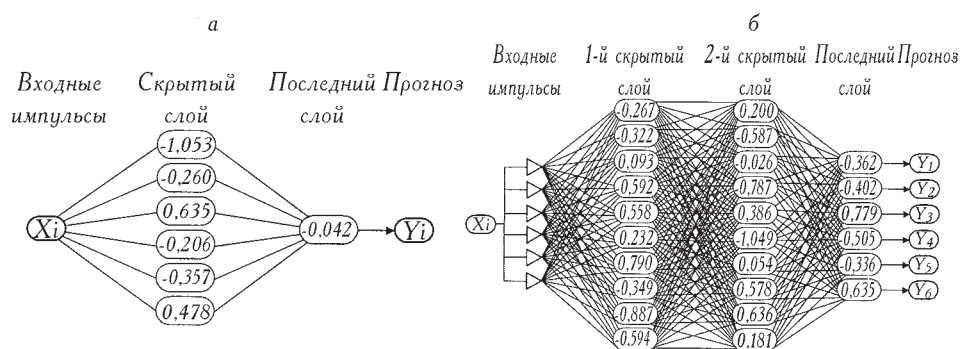 а
Входные
импульсы
Скрытый
слой
Последний
слой
Прогноз
Xi
-1,053
-0,260
0,635
-0,206
-0,357
0,478
-0,042
Yi
б
Входные
импульсы
1-й скрытый
слой
2-й скрытый
слой
Последний
слой
Прогноз
Xi
-0,267
-0,322
0,093
-0,592
0,558
0,232
0,790
-0,349
-0,887
-0,594
0,200
-0,587
-0,026
-0,787
0,386
-1,049
0,054
0,578
0,636
0,181
-0,362
-0,402
0,779
-0,505
-0,336
0,635
Y1
Y2
Y3
Y4
Y5
Y6